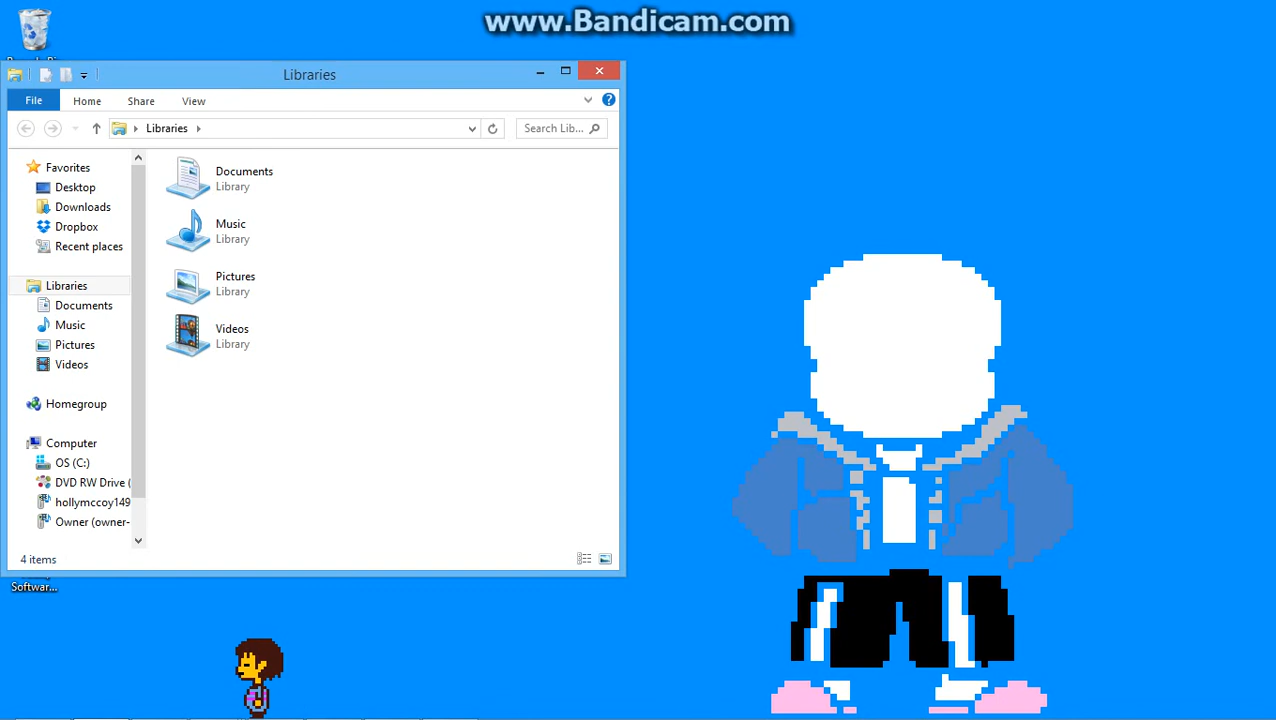 www.Bandicam.com
Libraries
File Home Share View
Libraries
Search Lib...
Favorites
Desktop
Downloads
Dropbox
Recent places
Libraries
Documents
Music
Pictures
Videos
Homegroup
Computer
OS (C:)
DVD RW Drive (
hollymccoy149
Owner (owner-
Documents
Library
Music
Library
Pictures
Library
Videos
Library
4 items
Softwar...